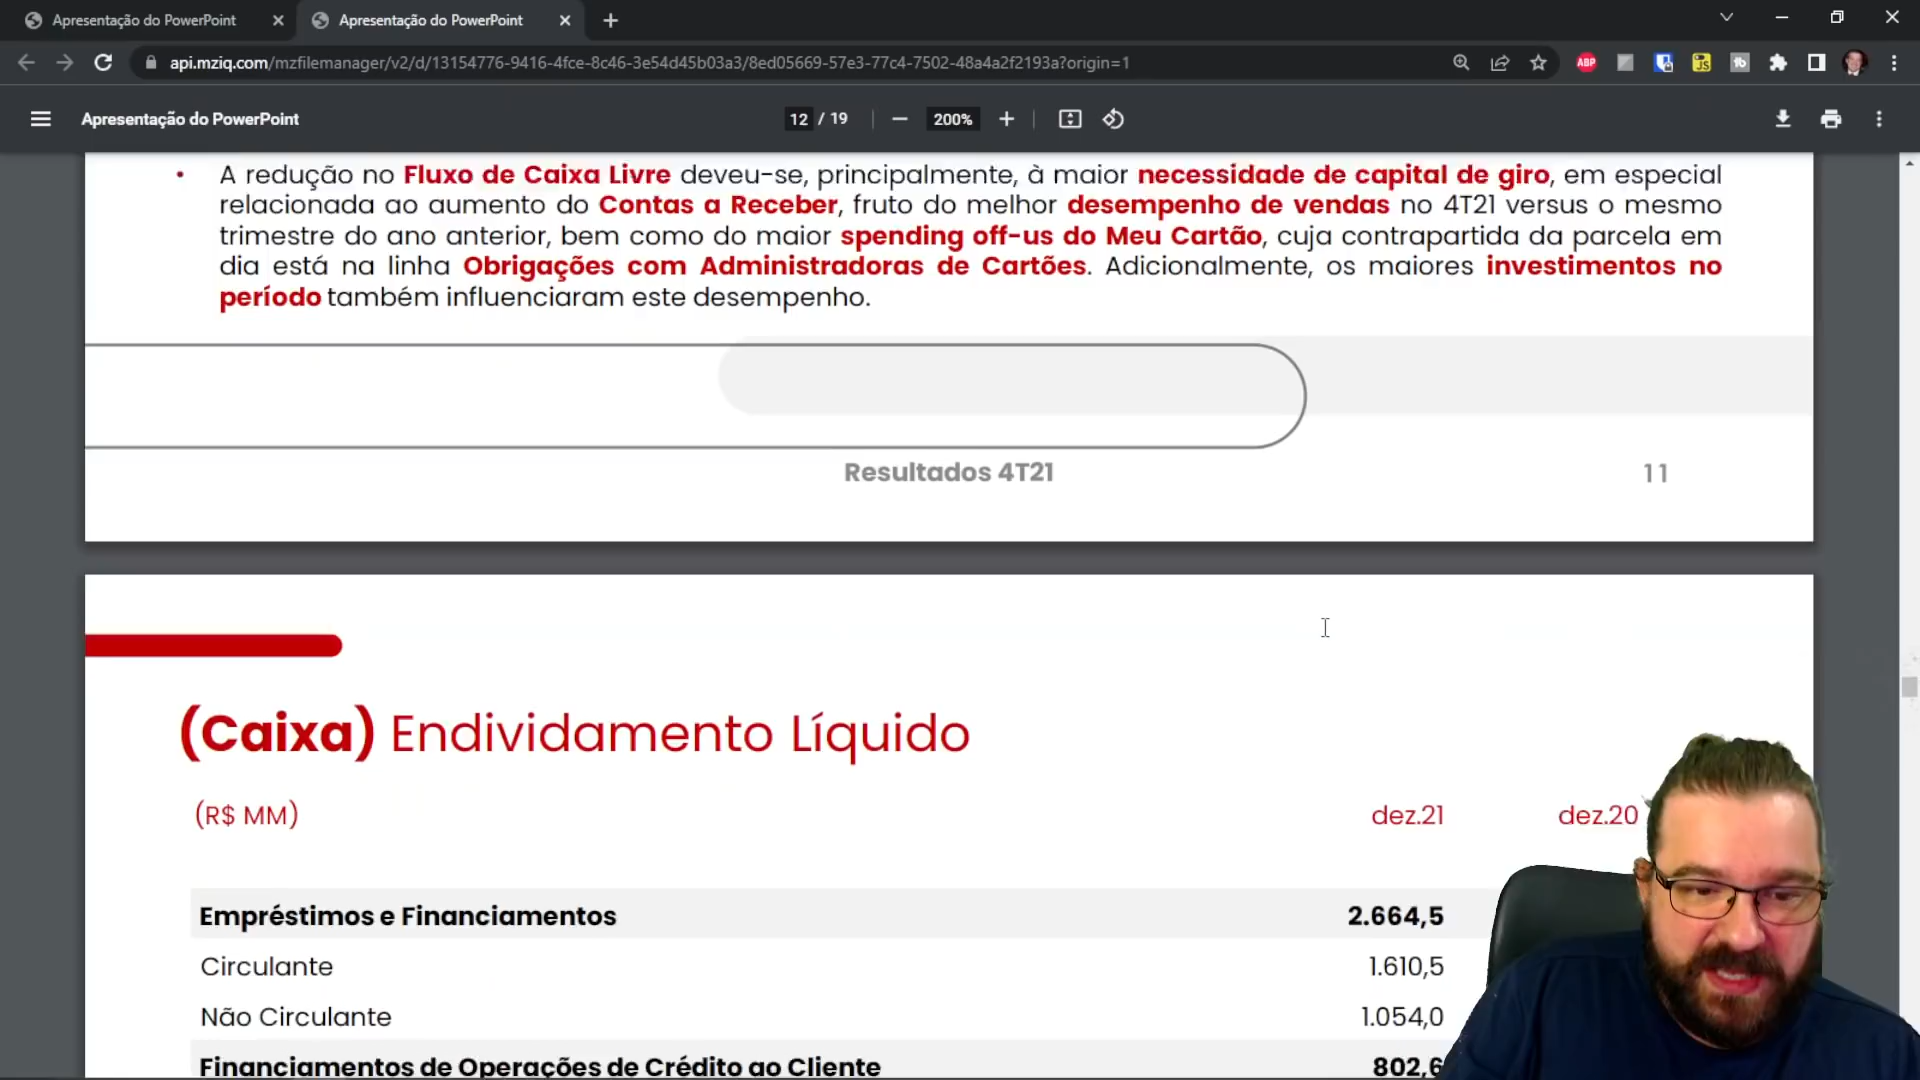 Apresentação do PowerPoint
Apresentação do PowerPoint
api.mziq.com/mzfilemanager/v2/d/13154776-9416-4fce-8c46-3e54d45b03a3/8ed05669-57e3-77c4-7502-48a4a2f2193a?origin=1
ABP
Apresentação do PowerPoint
12 / 19
200%
• A redução no Fluxo de Caixa Livre deveu-se, principalmente, à maior necessidade de capital de giro, em especial
relacionada ao aumento do Contas a Receber, fruto do melhor desempenho de vendas no 4T21 versus o mesmo
trimestre do ano anterior, bem como do maior spending off-us do Meu Cartão, cuja contrapartida da parcela em
dia está na linha Obrigações com Administradoras de Cartões. Adicionalmente, os maiores investimentos no
período também influenciaram este desempenho.
Resultados 4T21
11
(Caixa) Endividamento Líquido
(R$ MM) dez.21 dez.20
Empréstimos e Financiamentos 2.664,5
Circulante 1.610,5
Não Circulante 1.054,0
Financiamentos de Operações de Crédito ao Cliente 802,6